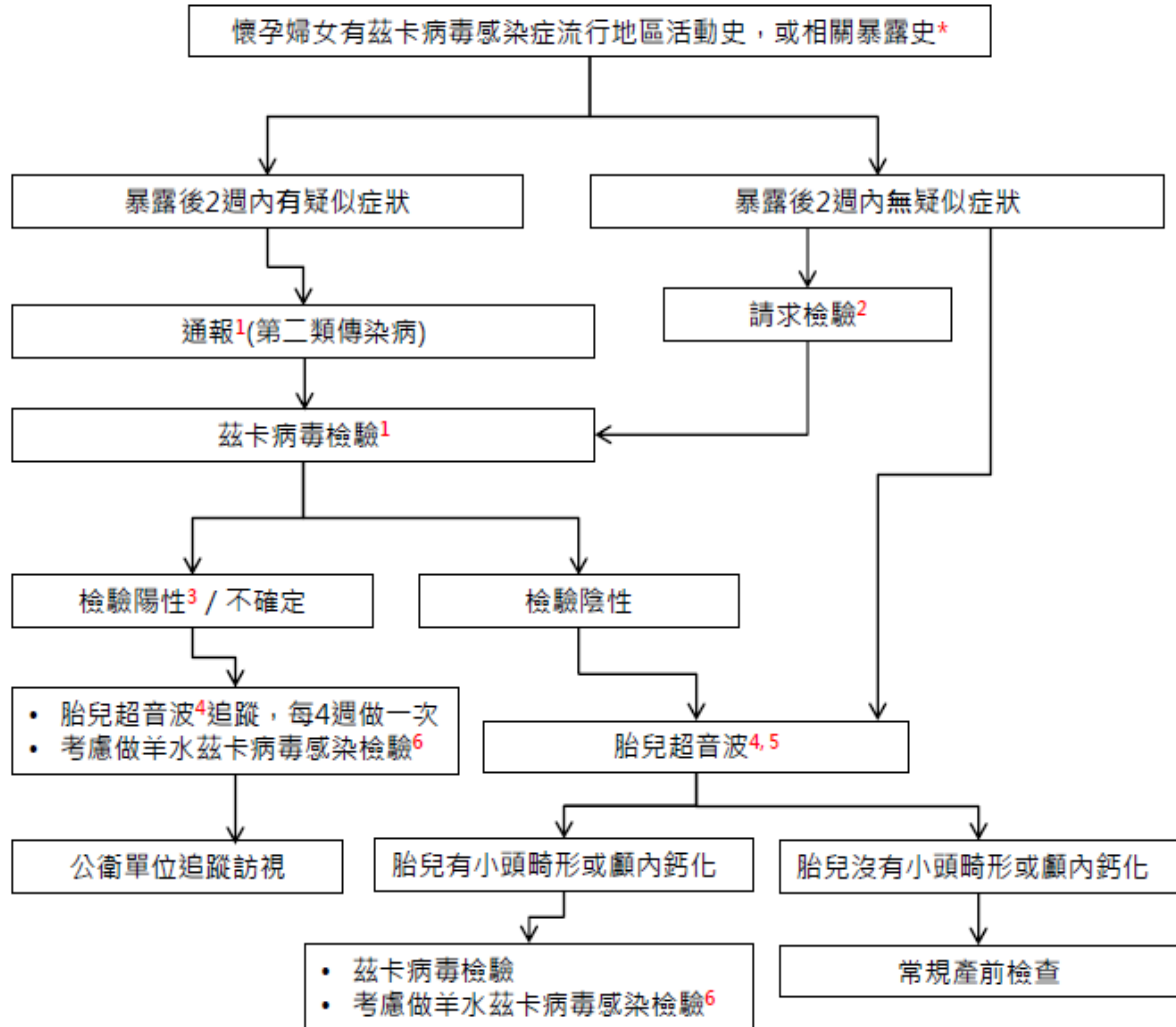 懷孕婦女有茲卡病毒感染症流行地區活動史，或相關暴露史*
暴露後2週內有疑似症狀
暴露後2週內無疑似症狀
通報1(第二類傳染病)
請求檢驗2
茲卡病毒檢驗1
檢驗陽性3 / 不確定
檢驗陰性
• 胎兒超音波4追蹤，每4週做一次
• 考慮做羊水茲卡病毒感染檢驗6
胎兒超音波4, 5
公衛單位追蹤訪視
胎兒有小頭畸形或顱內鈣化
胎兒沒有小頭畸形或顱內鈣化
• 茲卡病毒檢驗
• 考慮做羊水茲卡病毒感染檢驗6
常規產前檢查